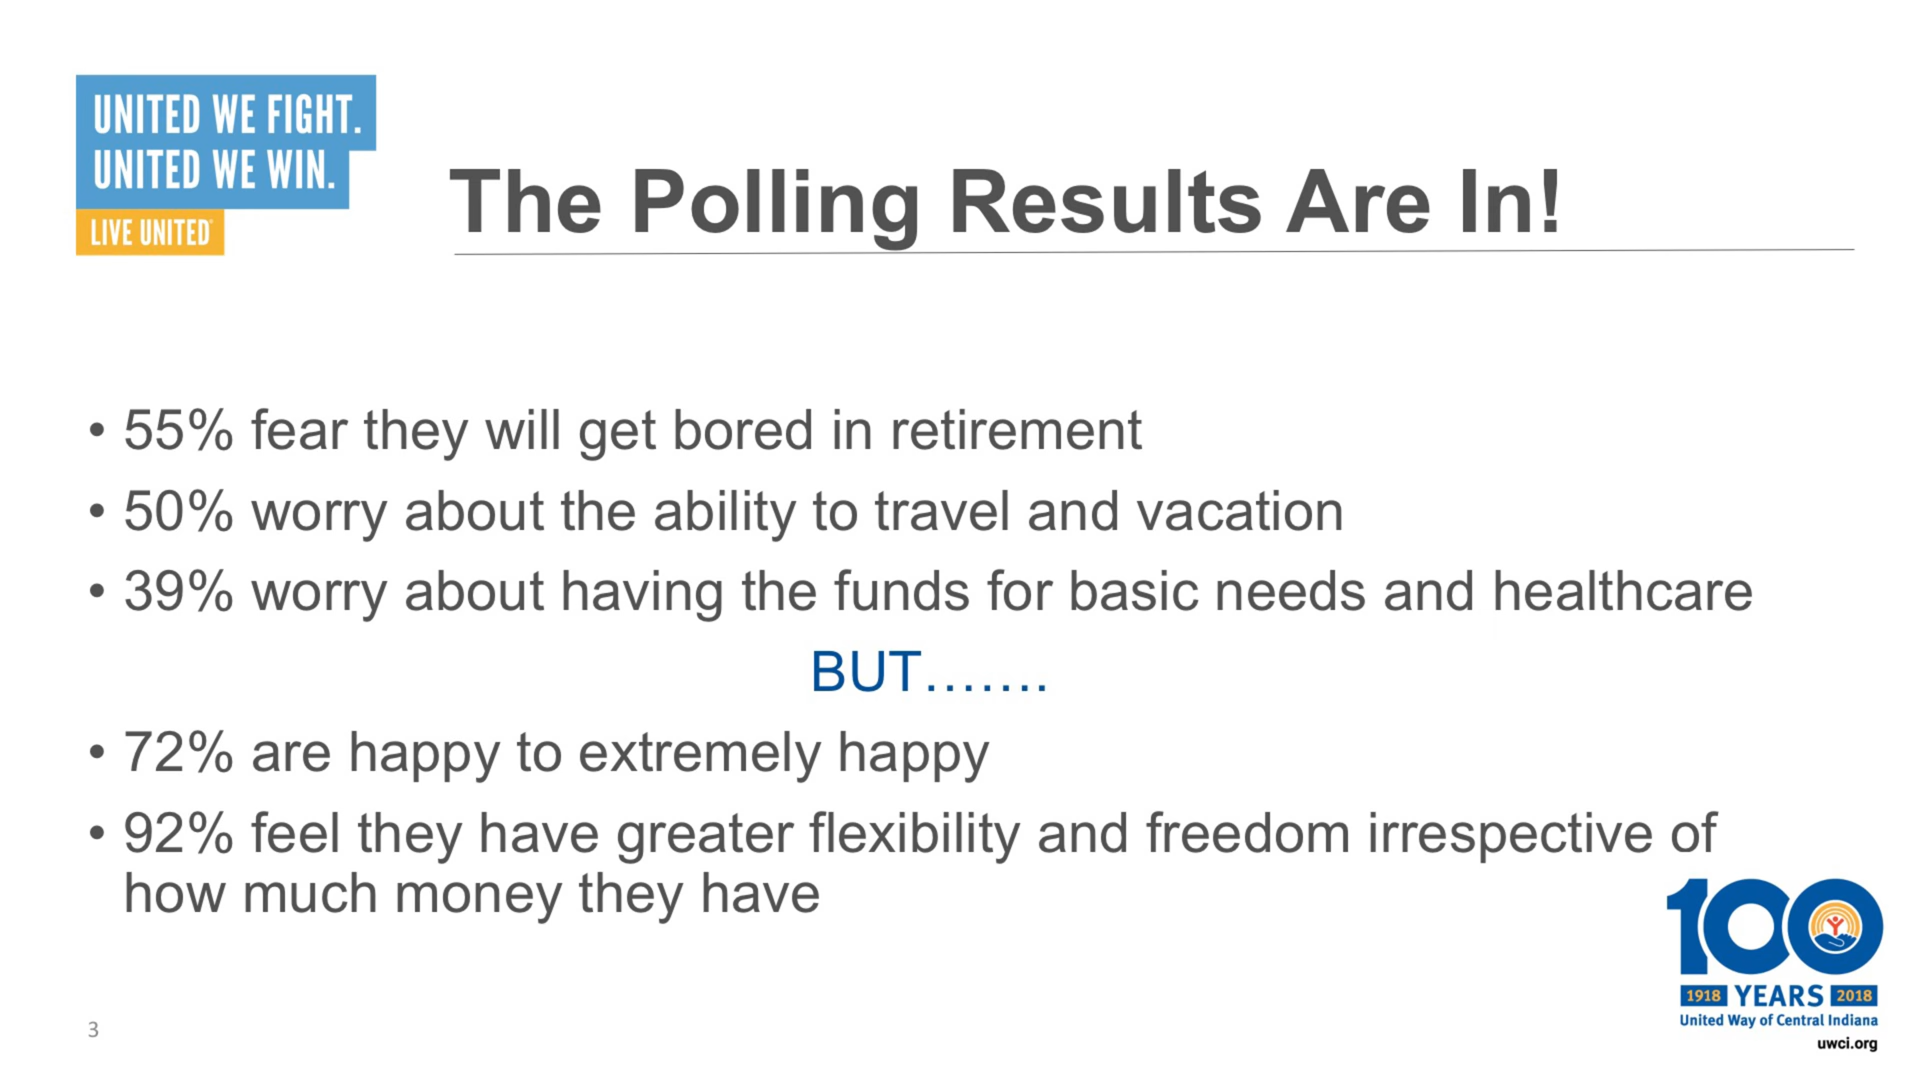 UNITED WE FIGHT.
UNITED WE WIN.
LIVE UNITED
The Polling Results Are In!
• 55% fear they will get bored in retirement
• 50% worry about the ability to travel and vacation
• 39% worry about having the funds for basic needs and healthcare
BUT.......
• 72% are happy to extremely happy
• 92% feel they have greater flexibility and freedom irrespective of
how much money they have
100
1918 YEARS 2018
United Way of Central Indiana
uwci.org
3